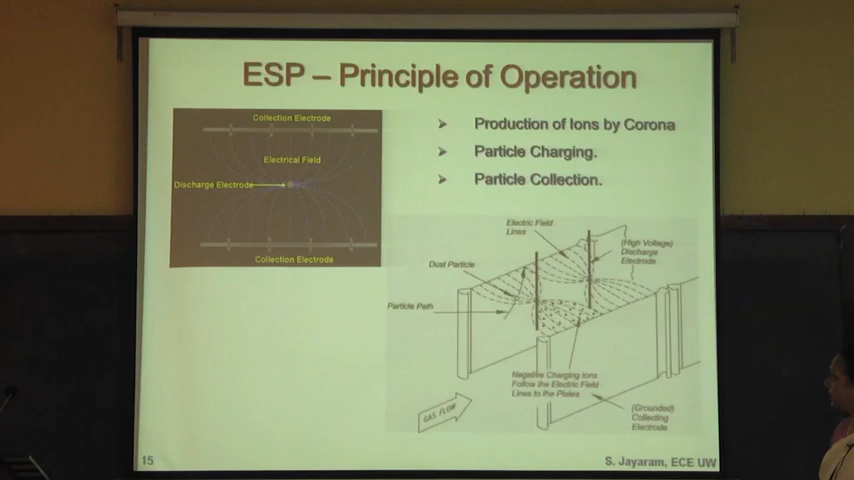 ESP – Principle of Operation
Collection Electrode
Electrical Field
Discharge Electrode
Collection Electrode
Production of Ions by Corona
Particle Charging.
Particle Collection.
Electric Field
Lines
(High Voltage)
Discharge
Electrode
Dust Particle
Particle Path
Negative Charging Ions
Follow the Electric Field
Lines to the Plates
GAS FLOW
(Grounded)
Collecting
Electrode
15
S. Jayaram, ECE UW